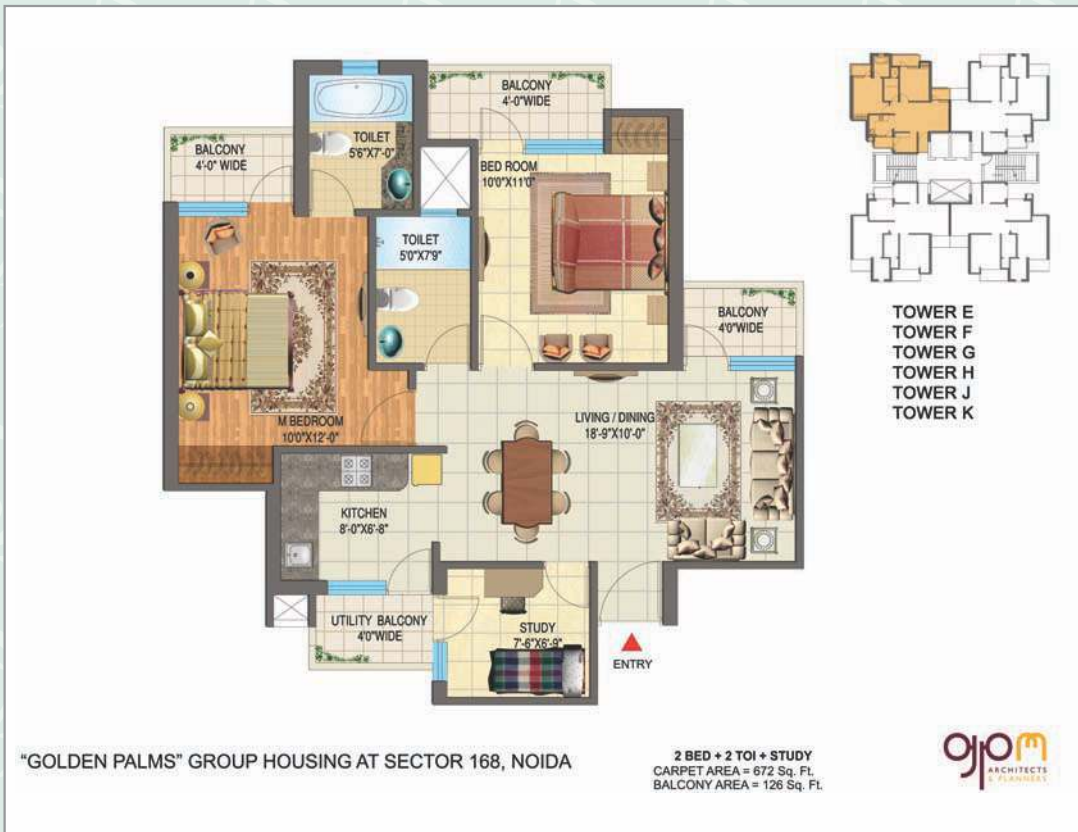 BALCONY
4'-0"WIDE
TOILET
5'6"X7'-0"
BALCONY
4'-0" WIDE
BED ROOM
10'0"X11'0"
TOILET
5'0"X7'9"
BALCONY
4'0"WIDE
M BEDROOM
10'0"X12'-0"
LIVING / DINING
18'-9"X10'-0"
KITCHEN
8'-0"X6'-8"
UTILITY BALCONY
4'0"WIDE
STUDY
7'-6"X6'-9"
ENTRY
TOWER E
TOWER F
TOWER G
TOWER H
TOWER J
TOWER K
"GOLDEN PALMS" GROUP HOUSING AT SECTOR 168, NOIDA
2 BED + 2 TOI + STUDY
CARPET AREA = 672 Sq. Ft.
BALCONY AREA = 126 Sq. Ft.
ARCHITECTS
& PLANNERS